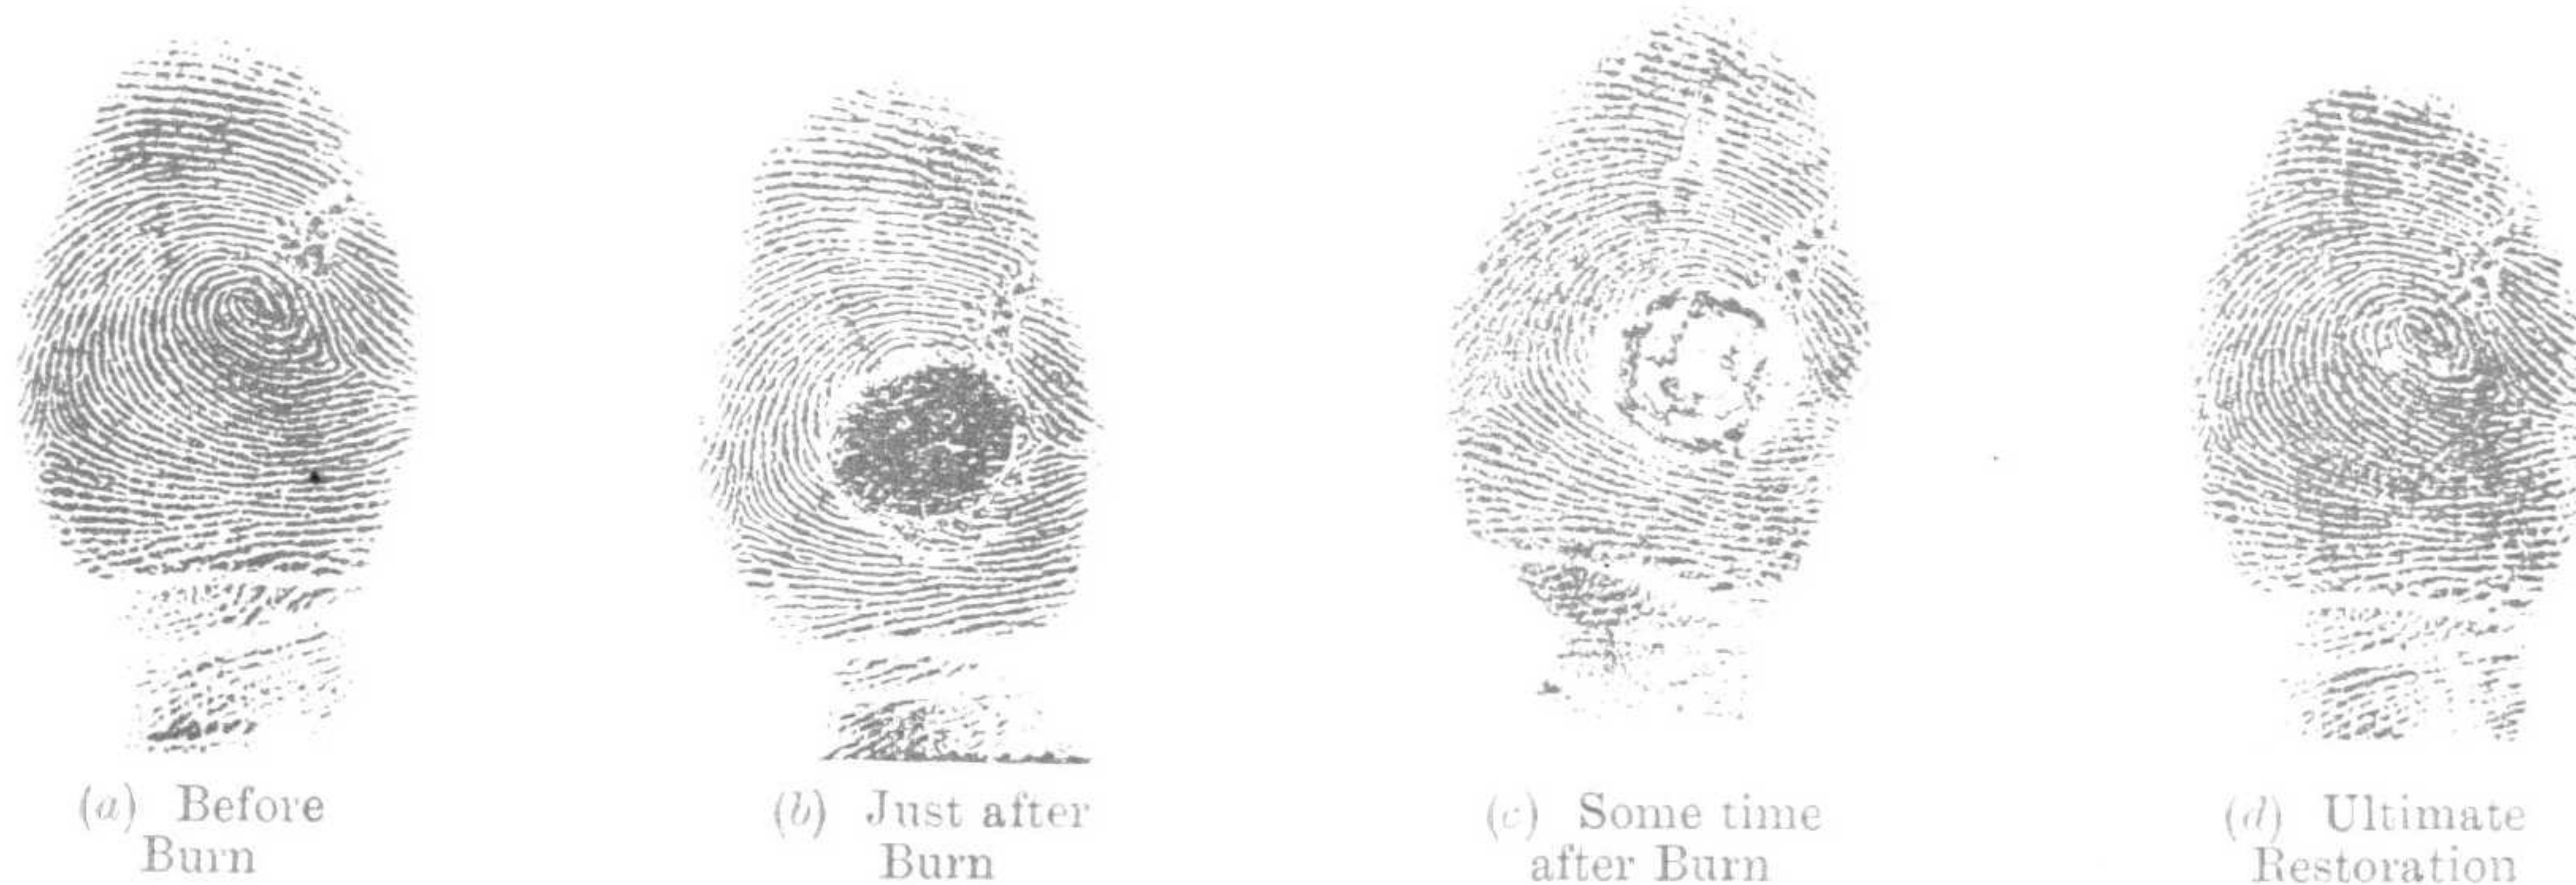 (a) Before
Burn
(b) Just after
Burn
(c) Some time
after Burn
(d) Ultimate
Restoration